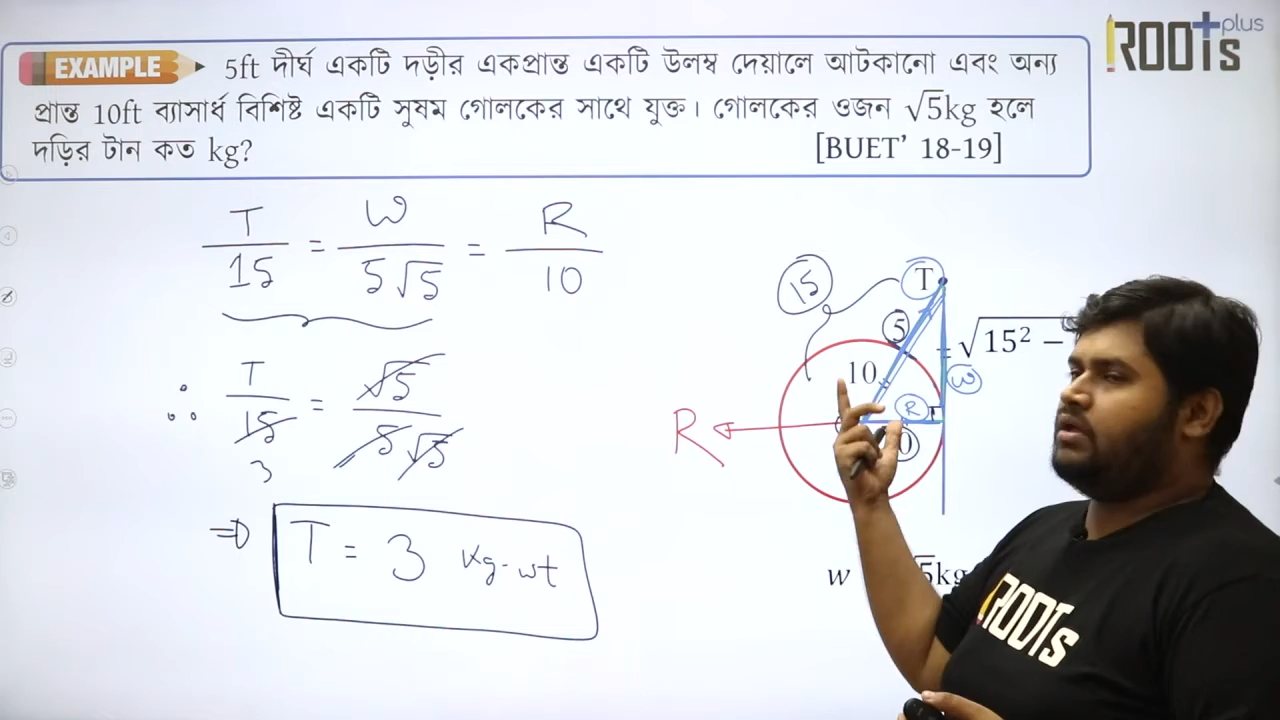 ROOTs plus
EXAMPLE 5ft দীর্ঘ একটি দড়ীর একপ্রান্ত একটি উলম্ব দেয়ালে আটকানো এবং অন্য
প্রান্ত 10ft ব্যাসার্ধ বিশিষ্ট একটি সুষম গোলকের সাথে যুক্ত। গোলকের ওজন √5kg হলে
দড়ির টান কত kg? [BUET’ 18-19]
T/15 = W/5√5 = R/10
∴ T/15 = √5/5√5
3
⇒ T = 3 kg-wt
15 T
5 = √15² −
10 W
R
R
w 5kg
ROOTs